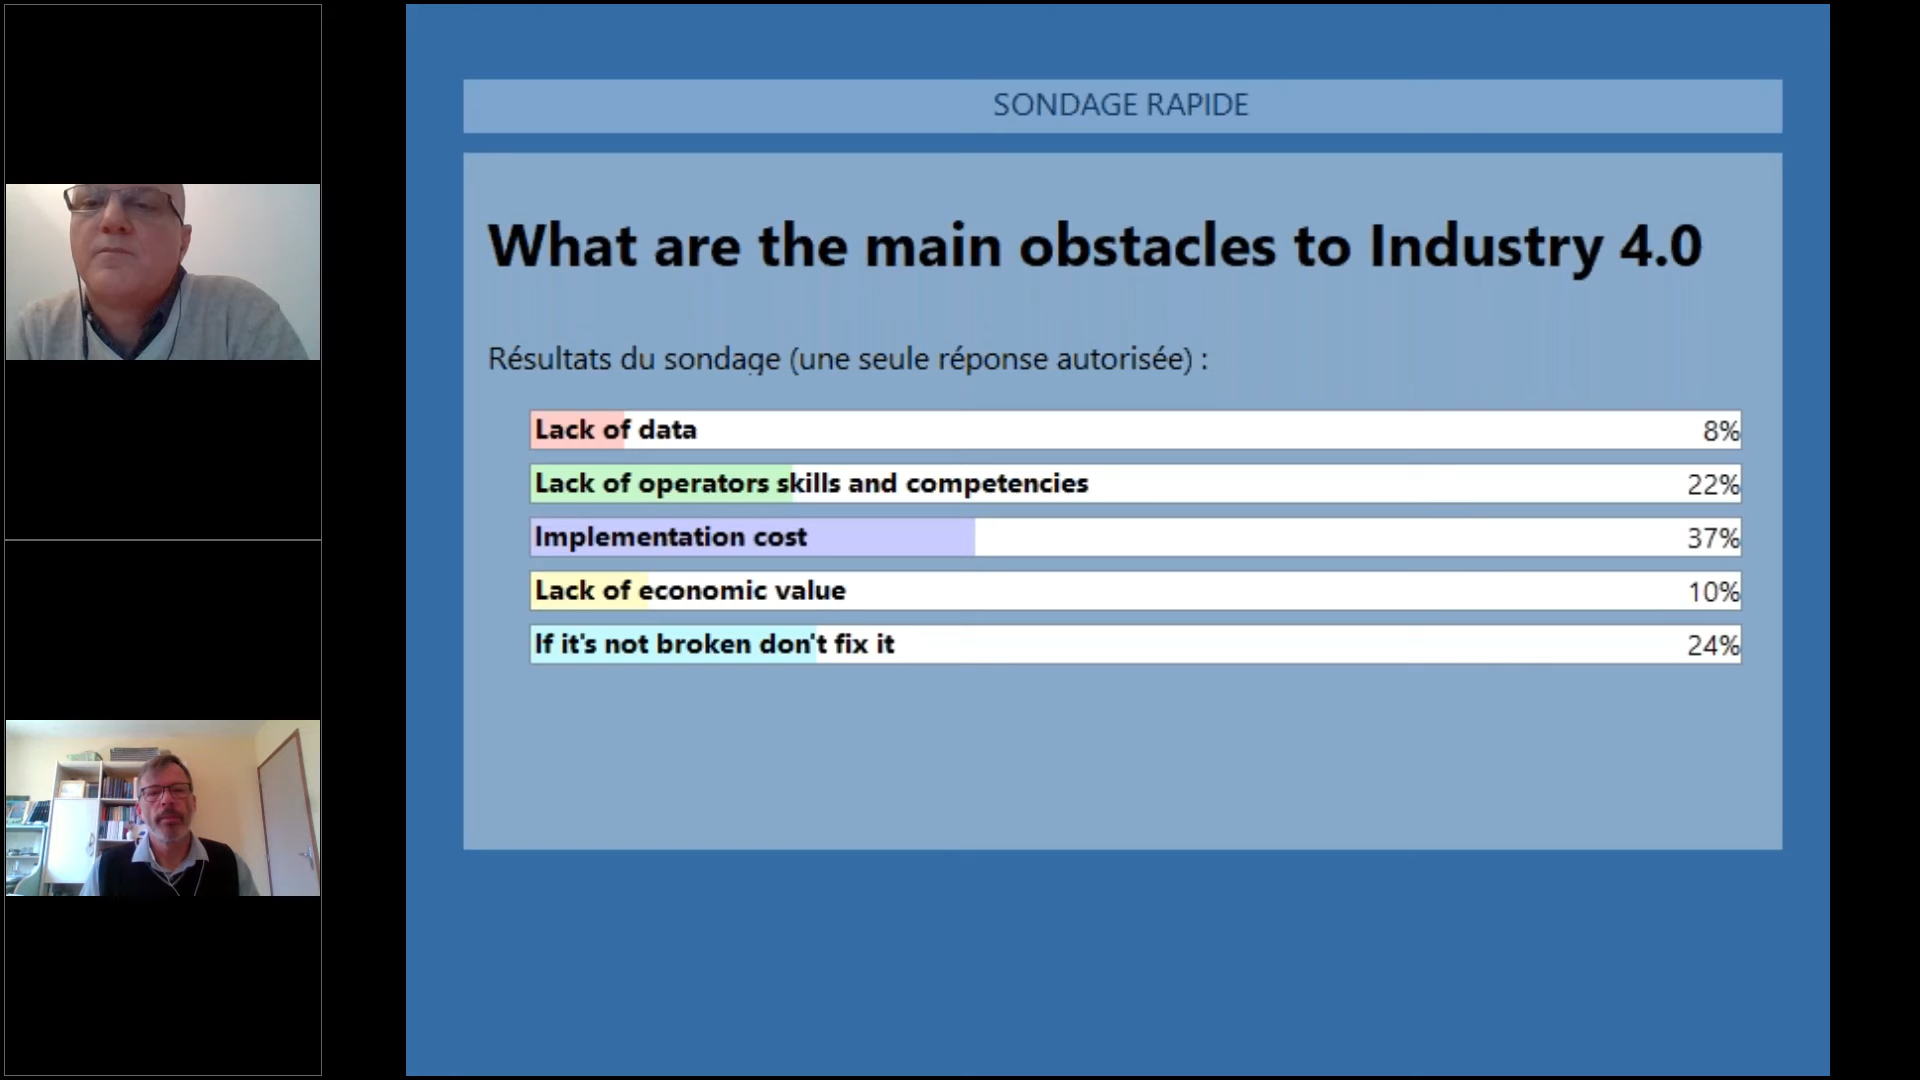 SONDAGE RAPIDE
What are the main obstacles to Industry 4.0
Résultats du sondage (une seule réponse autorisée) :
Lack of data 8%
Lack of operators skills and competencies 22%
Implementation cost 37%
Lack of economic value 10%
If it's not broken don't fix it 24%